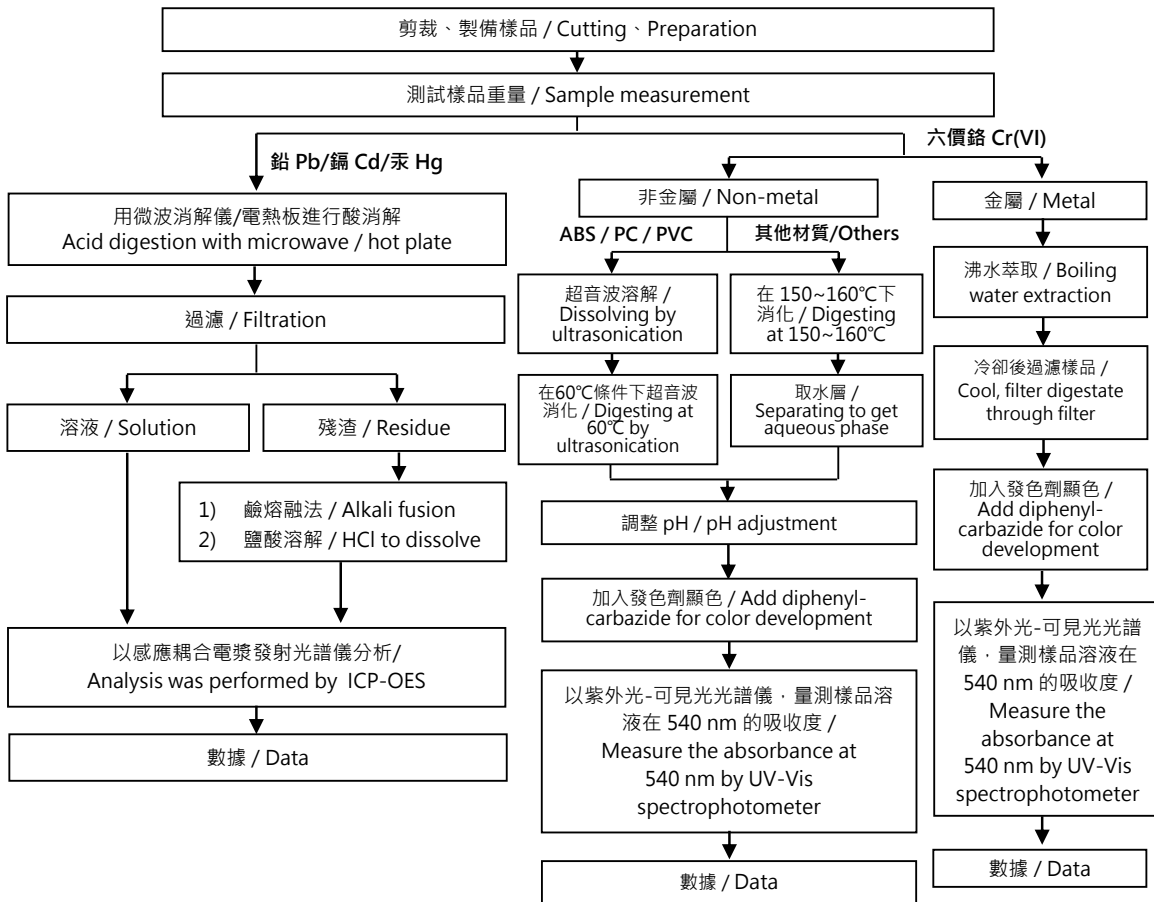 剪裁、製備樣品 / Cutting、Preparation
測試樣品重量 / Sample measurement
鉛 Pb/鎘 Cd/汞 Hg
六價鉻 Cr(VI)
用微波消解儀/電熱板進行酸消解
Acid digestion with microwave / hot plate
過濾 / Filtration
溶液 / Solution
殘渣 / Residue
1) 鹼熔融法 / Alkali fusion
2) 鹽酸溶解 / HCl to dissolve
以感應耦合電漿發射光譜儀分析/
Analysis was performed by ICP-OES
數據 / Data
非金屬 / Non-metal
ABS / PC / PVC
其他材質/Others
超音波溶解 /
Dissolving by
ultrasonication
在60℃條件下超音波
消化 / Digesting at
60℃ by
ultrasonication
在 150~160℃下
消化 / Digesting
at 150~160℃
取水層 /
Separating to get
aqueous phase
調整 pH / pH adjustment
加入發色劑顯色 / Add diphenyl-
carbazide for color development
以紫外光-可見光光譜儀，量測樣品溶
液在 540 nm 的吸收度 /
Measure the absorbance at
540 nm by UV-Vis
spectrophotometer
數據 / Data
金屬 / Metal
沸水萃取 / Boiling
water extraction
冷卻後過濾樣品 /
Cool, filter digestate
through filter
加入發色劑顯色 /
Add diphenyl-
carbazide for color
development
以紫外光-可見光光譜
儀，量測樣品溶液在
540 nm 的吸收度 /
Measure the
absorbance at
540 nm by UV-Vis
spectrophotometer
數據 / Data